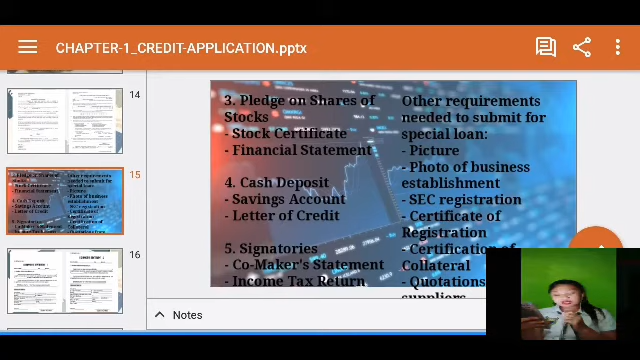 CHAPTER-1_CREDIT-APPLICATION.pptx
14
15
16
3. Pledge on Shares of
Stocks
- Stock Certificate
- Financial Statement
4. Cash Deposit
- Savings Account
- Letter of Credit
5. Signatories
- Co-Maker's Statement
- Income Tax Return
Other requirements
needed to submit for
special loan:
- Picture
- Photo of business
establishment
- SEC registration
- Certificate of
Registration
- Certification of
Collateral
- Quotations
suppliers
Notes